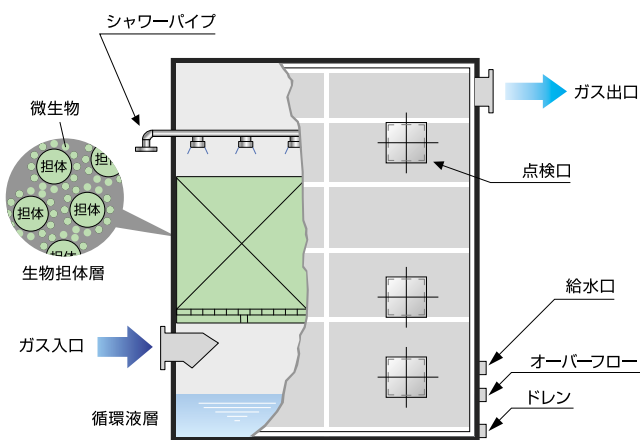 シャワーパイプ
ガス出口
微生物
担体
担体
担体
担体
担体
点検口
生物担体層
給水口
ガス入口
オーバーフロー
循環液層
ドレン